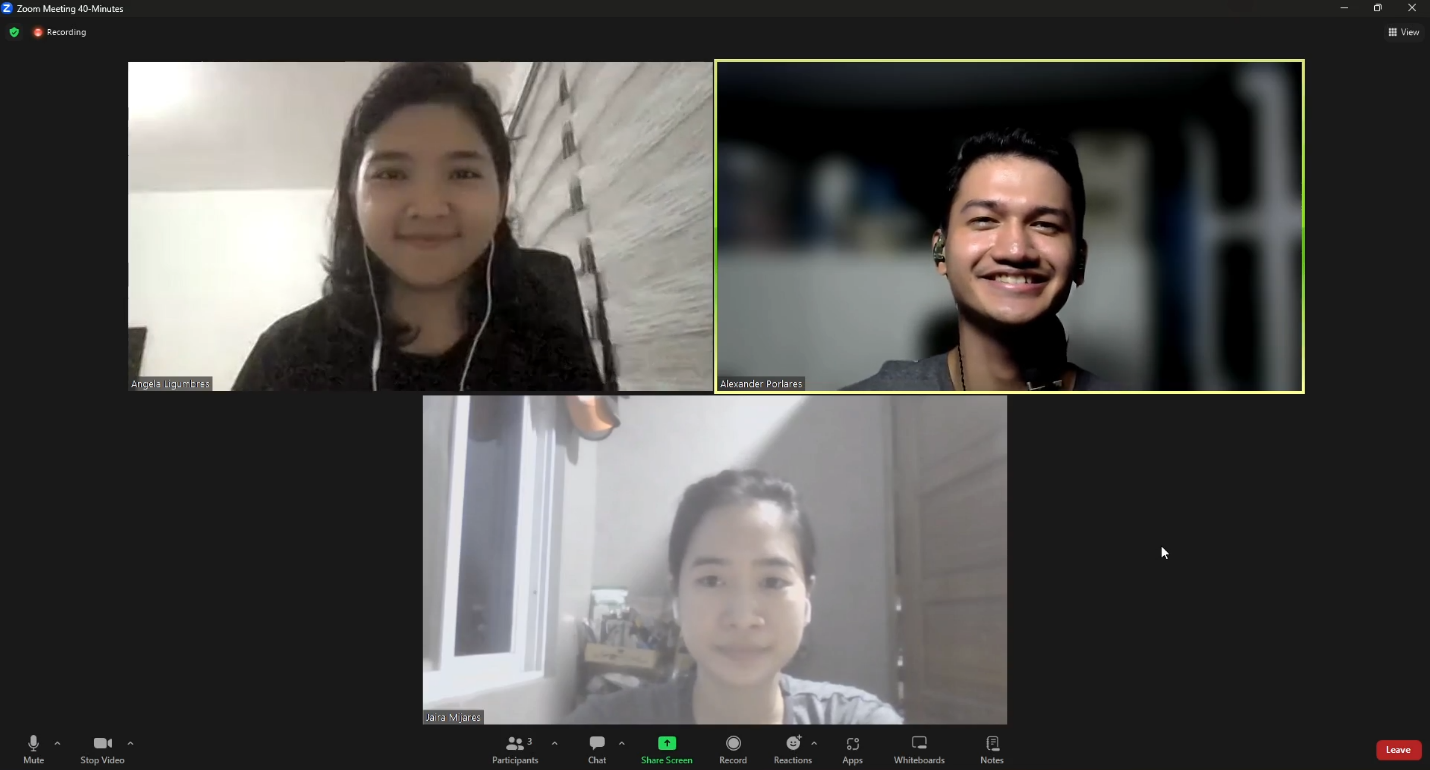 Zoom Meeting 40-Minutes
Recording
View
Angela Ligumbres
Alexander Porlares
Jaira Mijares
Mute
Stop Video
3
Participants
Chat
Share Screen
Record
Reactions
Apps
Whiteboards
Notes
Leave